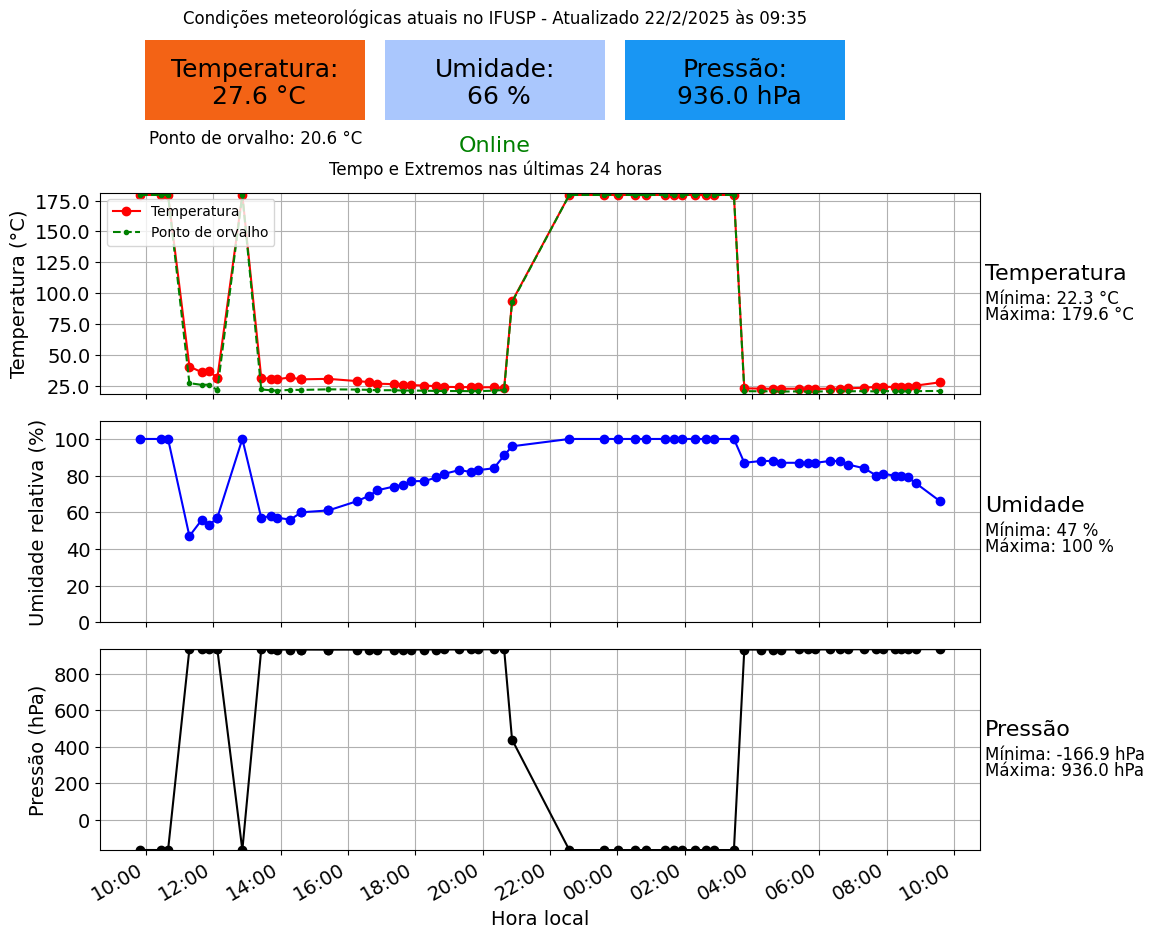 Condições meteorológicas atuais no IFUSP - Atualizado 22/2/2025 às 09:35
Temperatura:
27.6 °C
Umidade:
66 %
Pressão:
936.0 hPa
Ponto de orvalho: 20.6 °C
Online
Tempo e Extremos nas últimas 24 horas
Temperatura (°C)
175.0
150.0
125.0
100.0
75.0
50.0
25.0
Temperatura
Ponto de orvalho
Temperatura
Mínima: 22.3 °C
Máxima: 179.6 °C
Umidade relativa (%)
100
80
60
40
20
0
Umidade
Mínima: 47 %
Máxima: 100 %
Pressão (hPa)
800
600
400
200
0
Pressão
Mínima: -166.9 hPa
Máxima: 936.0 hPa
10:00 12:00 14:00 16:00 18:00 20:00 22:00 00:00 02:00 04:00 06:00 08:00 10:00
Hora local